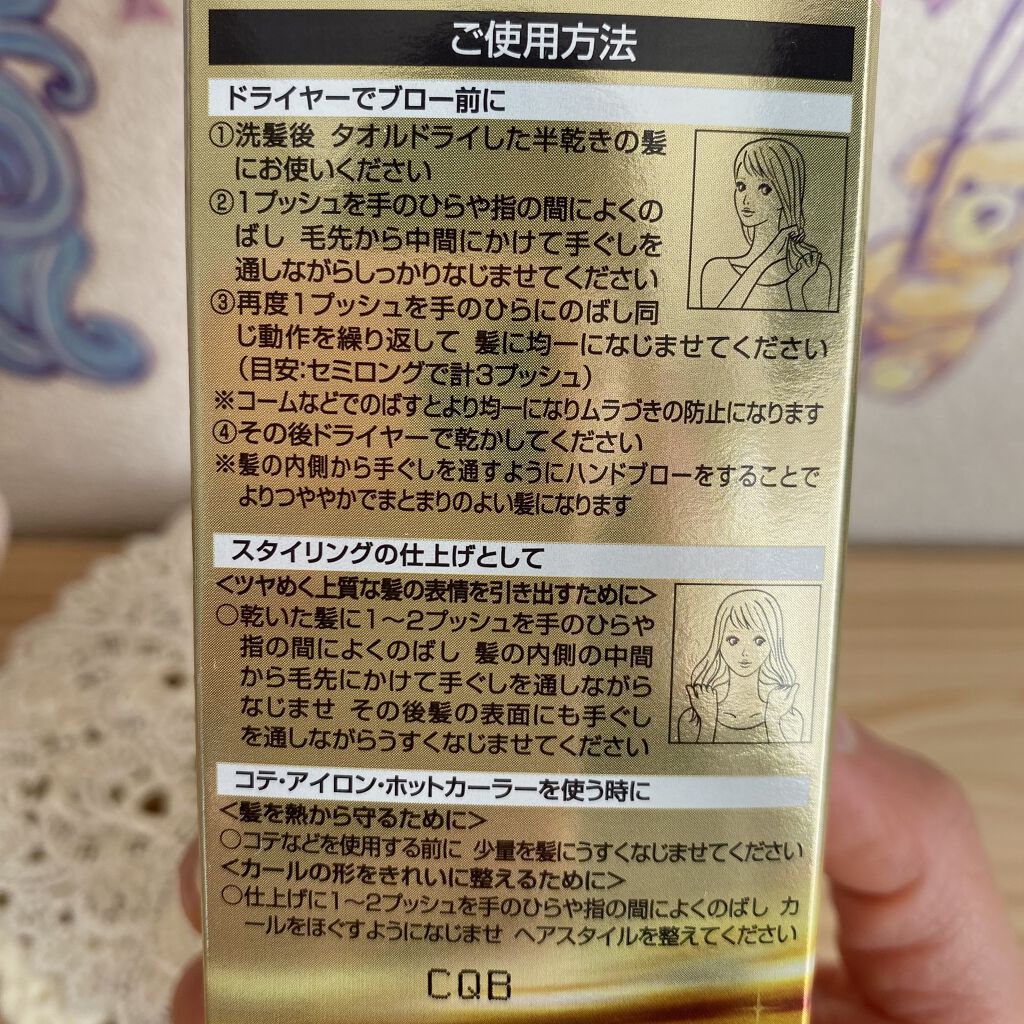 ご使用方法
ドライヤーでブロー前に
①洗髪後 タオルドライした半乾きの髪
にお使いください
②1プッシュを手のひらや指の間によくの
ばし 毛先から中間にかけて手ぐしを
通しながらしっかりなじませてください
③再度1プッシュを手のひらにのばし同
じ動作を繰り返して 髪に均一になじませてください
(目安:セミロングで計3プッシュ)
※コームなどでのばすとより均一になりムラづきの防止になります
④その後ドライヤーで乾かしてください
※髪の内側から手ぐしを通すようにハンドブローをすることで
よりつややかでまとまりのよい髪になります
スタイリングの仕上げとして
<ツヤめく上質な髪の表情を引き出すために>
○乾いた髪に1〜2プッシュを手のひらや
指の間によくのばし 髪の内側の中間
から毛先にかけて手ぐしを通しながら
なじませ その後髪の表面にも手ぐし
を通しながらうすくなじませてください
コテ・アイロン・ホットカーラーを使う時に
<髪を熱から守るために>
○コテなどを使用する前に 少量を髪にうすくなじませてください
<カールの形をきれいに整えるために>
○仕上げに1〜2プッシュを手のひらや指の間によくのばし カ
ールをほぐすようになじませ ヘアスタイルを整えてください
CQB